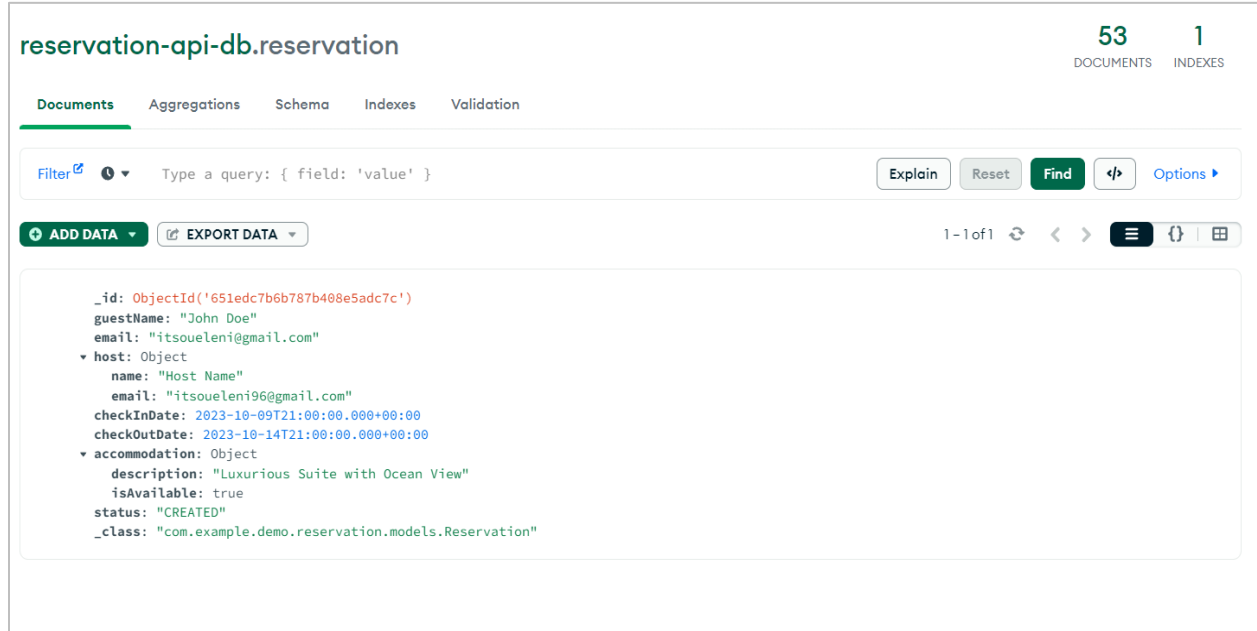 reservation-api-db.reservation
53
DOCUMENTS
1
INDEXES
Documents Aggregations Schema Indexes Validation
Filter Type a query: { field: 'value' } Explain Reset Find </> Options
ADD DATA EXPORT DATA 1-1 of 1 {}
_id: ObjectId('651edc7b6b787b408e5adc7c')
guestName: "John Doe"
email: "itsoueleni@gmail.com"
host: Object
name: "Host Name"
email: "itsoueleni96@gmail.com"
checkInDate: 2023-10-09T21:00:00.000+00:00
checkOutDate: 2023-10-14T21:00:00.000+00:00
accommodation: Object
description: "Luxurious Suite with Ocean View"
isAvailable: true
status: "CREATED"
_class: "com.example.demo.reservation.models.Reservation"